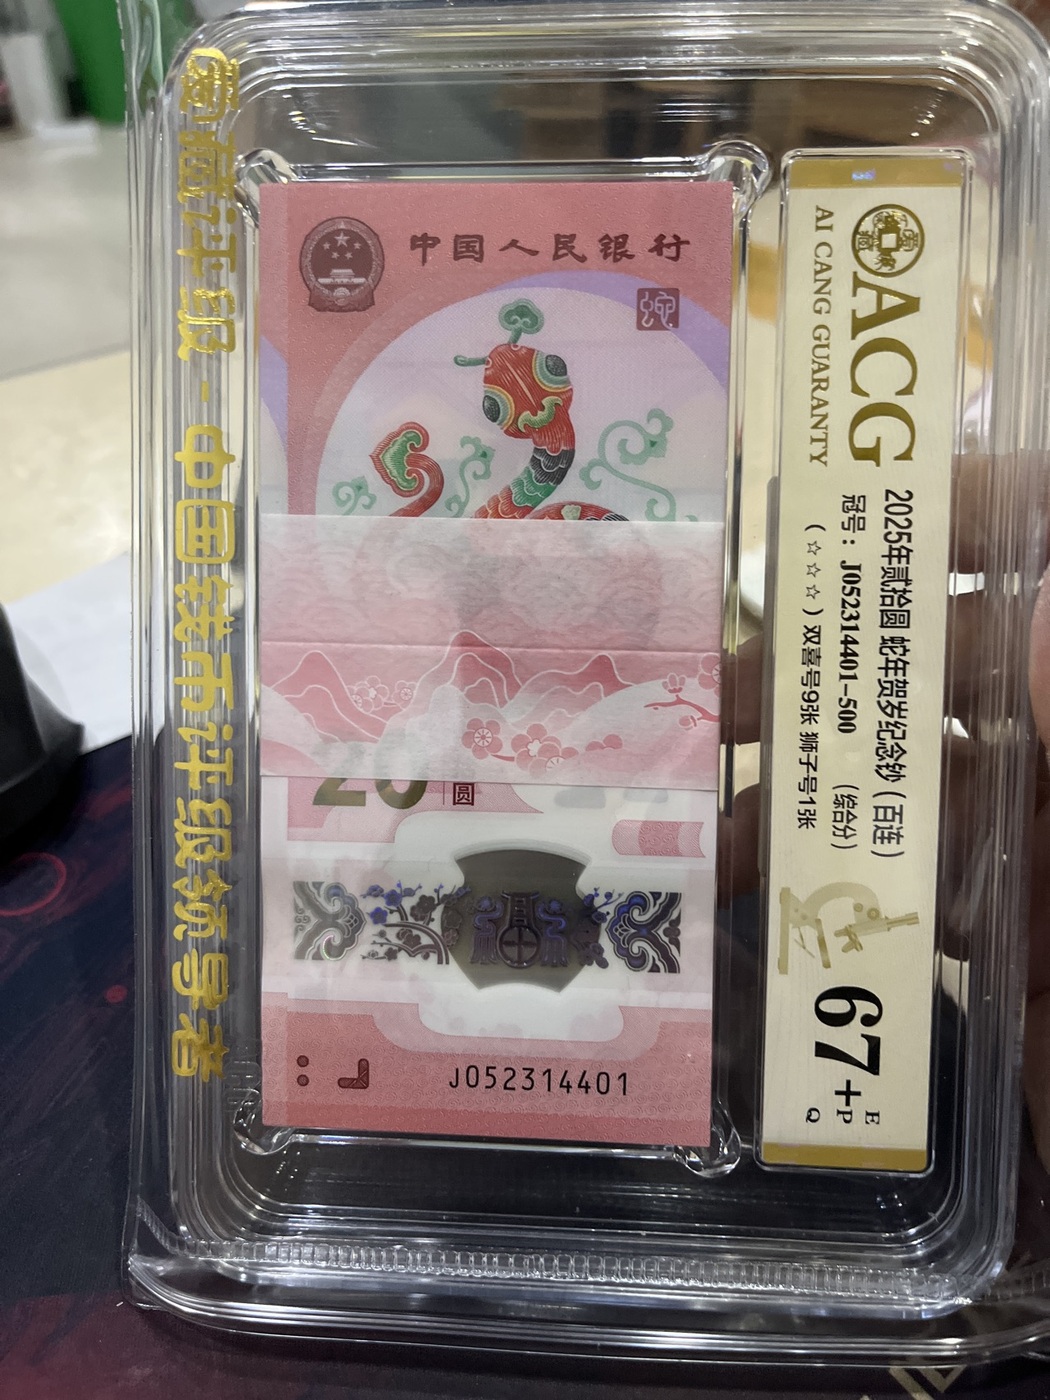 爱藏评级-中国钱币评级领导者
中国人民银行
蛇
20圆
J052314401
ACG
AI CANG GUARANTY
2025年贰拾圆 蛇年贺岁纪念钞(百连)
冠号：J052314401-500 (综合分)
(☆☆☆☆)双喜号9张 狮子号1张
67+
E
P
Q